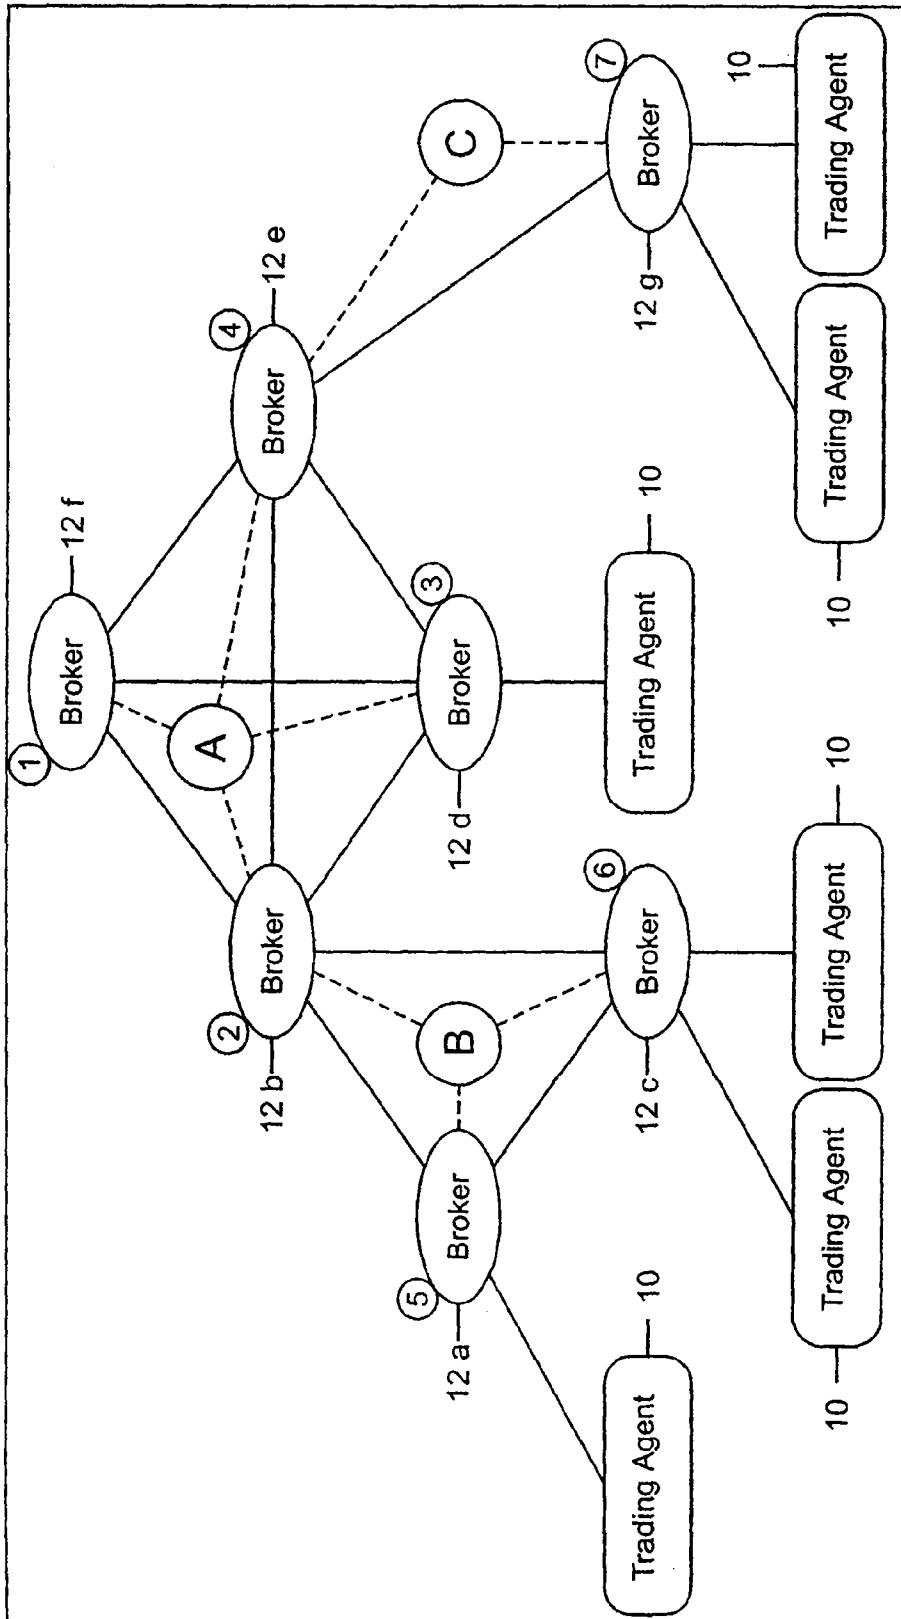 1
Broker
12 f
2
A
4
12 b
Broker
Broker
12 e
5
3
12 a
Broker
B
12 d
Broker
C
6
7
Trading Agent
10
12 c
Broker
Trading Agent
10
12 g
Broker
10
10
Trading Agent
Trading Agent
10
10
Trading Agent
Trading Agent